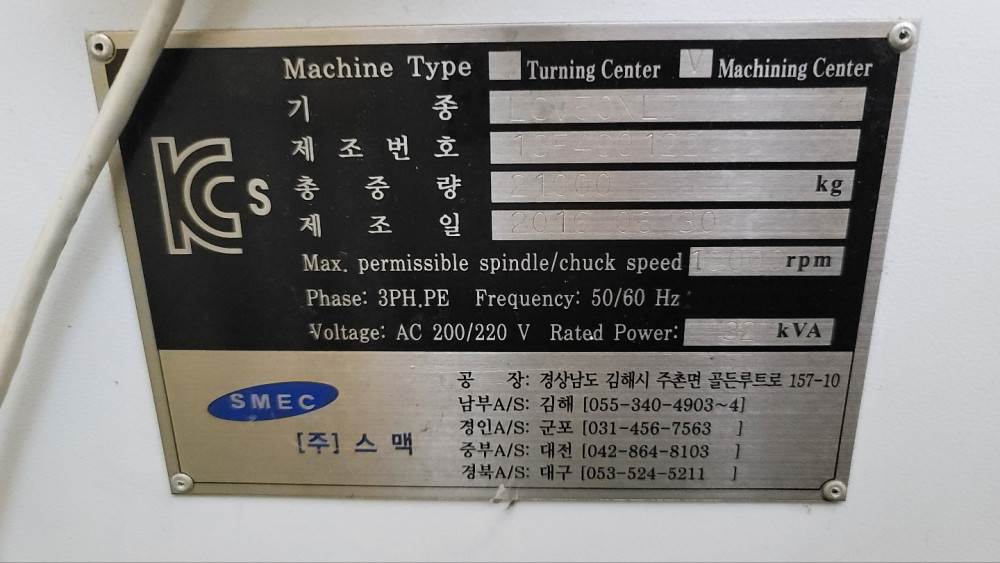 Machine Type Turning Center V Machining Center
기 종
제 조 번 호
총 중 량 21000 kg
제 조 일 2016 05 30
Max. permissible spindle/chuck speed rpm
Phase: 3PH.PE Frequency: 50/60 Hz
Voltage: AC 200/220 V Rated Power: 32 kVA
KCs
SMEC
[주] 스 맥
공 장: 경상남도 김해시 주촌면 골든루트로 157-10
남부A/S: 김해 [055-340-4903~4]
경인A/S: 군포 [031-456-7563 ]
중부A/S: 대전 [042-864-8103 ]
경북A/S: 대구 [053-524-5211 ]